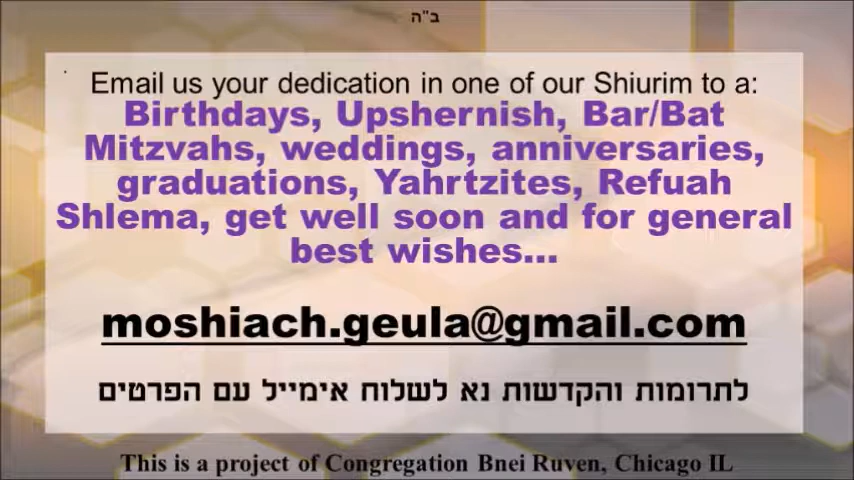 ב"ה
Email us your dedication in one of our Shiurim to a:
Birthdays, Upshernish, Bar/Bat
Mitzvahs, weddings, anniversaries,
graduations, Yahrtzites, Refuah
Shlema, get well soon and for general
best wishes...
moshiach.geula@gmail.com
לתרומות והקדשות נא לשלוח אימייל עם הפרטים
This is a project of Congregation Bnei Ruven, Chicago IL